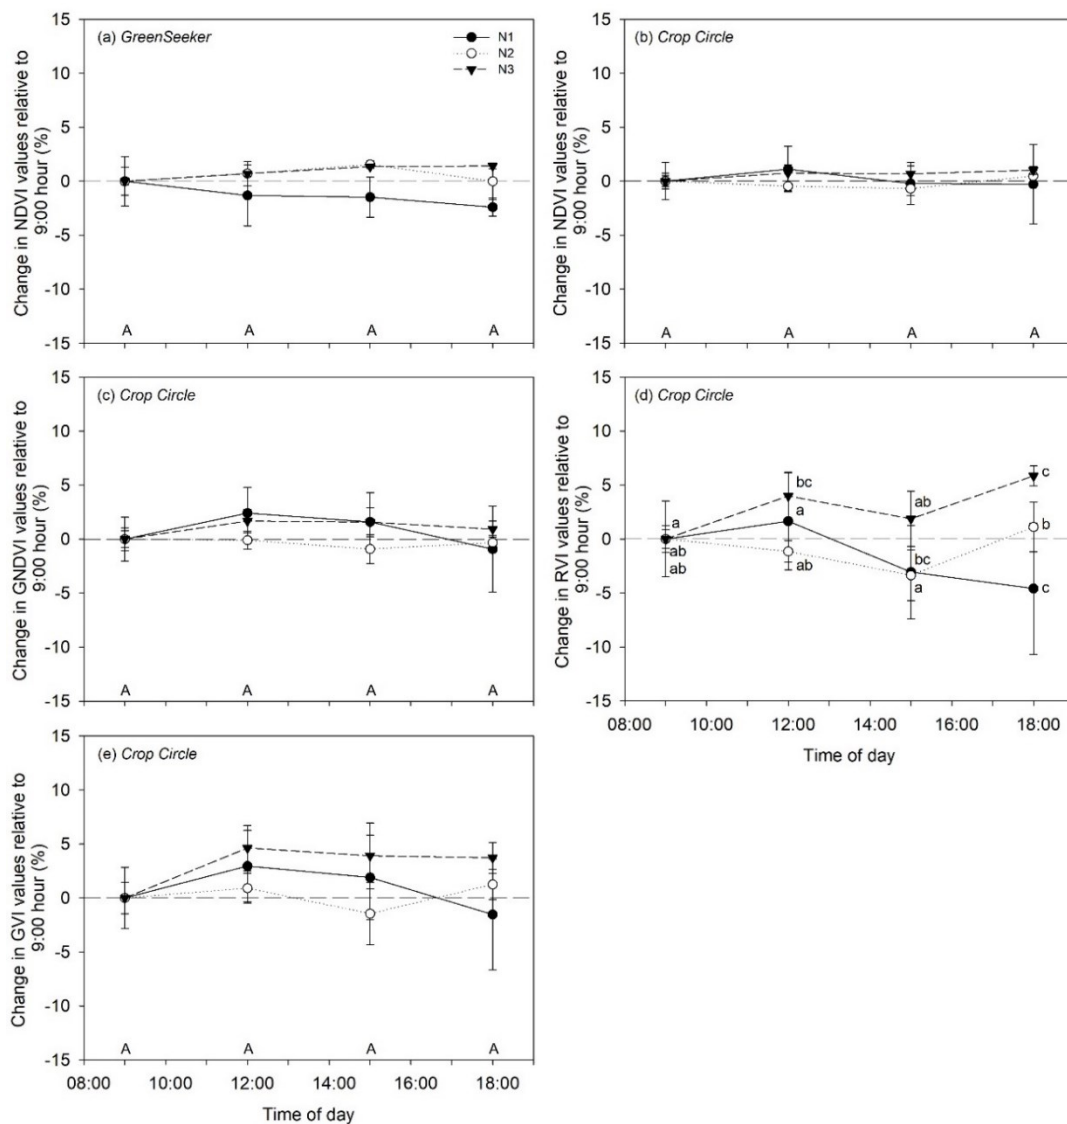 Change in NDVI values relative to
9:00 hour (%)
15
10
5
0
-5
-10
-15
(a) GreenSeeker
N1
N2
N3
A A A A
Change in NDVI values relative to
9:00 hour (%)
15
10
5
0
-5
-10
-15
(b) Crop Circle
A A A A
Change in GNDVI values relative to
9:00 hour (%)
15
10
5
0
-5
-10
-15
(c) Crop Circle
A A A A
Change in RVI values relative to
9:00 hour (%)
15
10
5
0
-5
-10
-15
(d) Crop Circle
a
ab
ab
bc
a
ab
ab
bc
a
c
b
c
08:00 10:00 12:00 14:00 16:00 18:00
Time of day
Change in GVI values relative to
9:00 hour (%)
15
10
5
0
-5
-10
-15
(e) Crop Circle
A A A A
08:00 10:00 12:00 14:00 16:00 18:00
Time of day